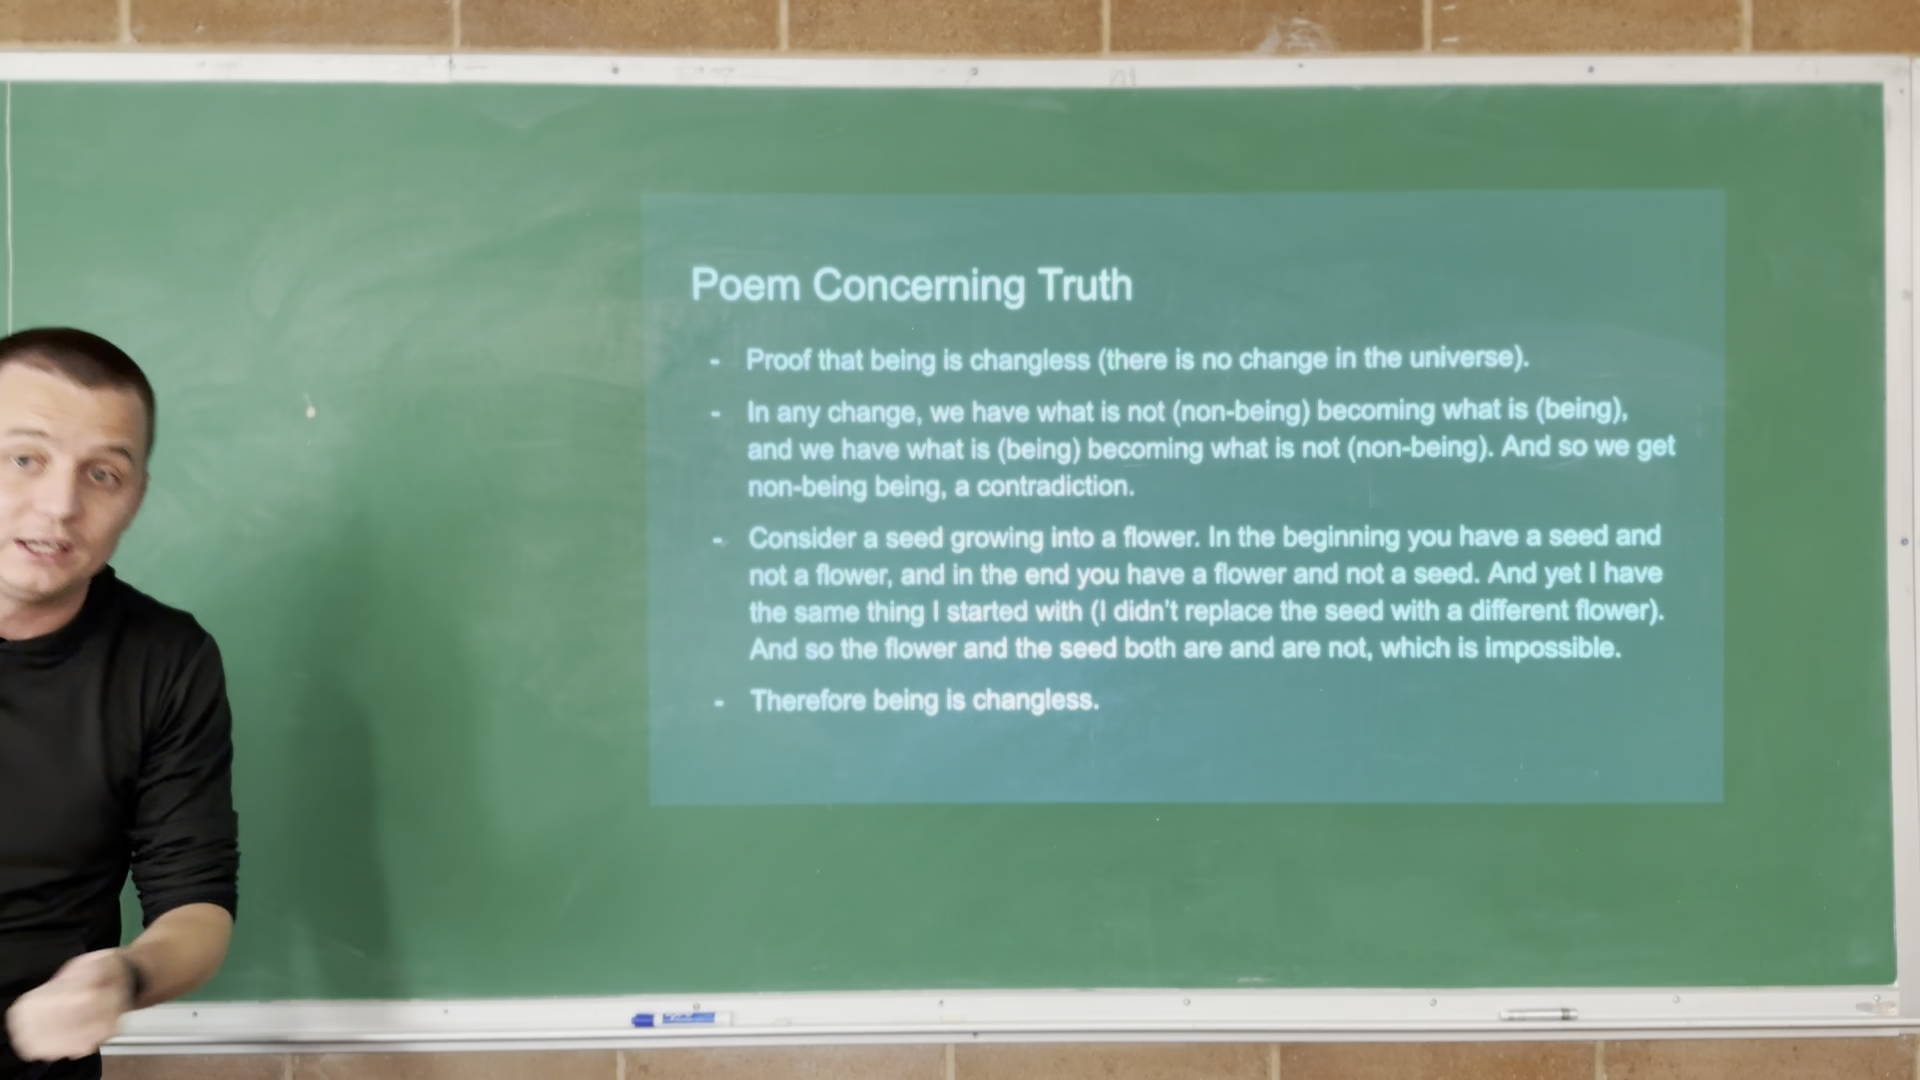 Poem Concerning Truth
- Proof that being is changless (there is no change in the universe).
- In any change, we have what is not (non-being) becoming what is (being),
and we have what is (being) becoming what is not (non-being). And so we get
non-being being, a contradiction.
- Consider a seed growing into a flower. In the beginning you have a seed and
not a flower, and in the end you have a flower and not a seed. And yet I have
the same thing I started with (I didn't replace the seed with a different flower).
And so the flower and the seed both are and are not, which is impossible.
- Therefore being is changless.